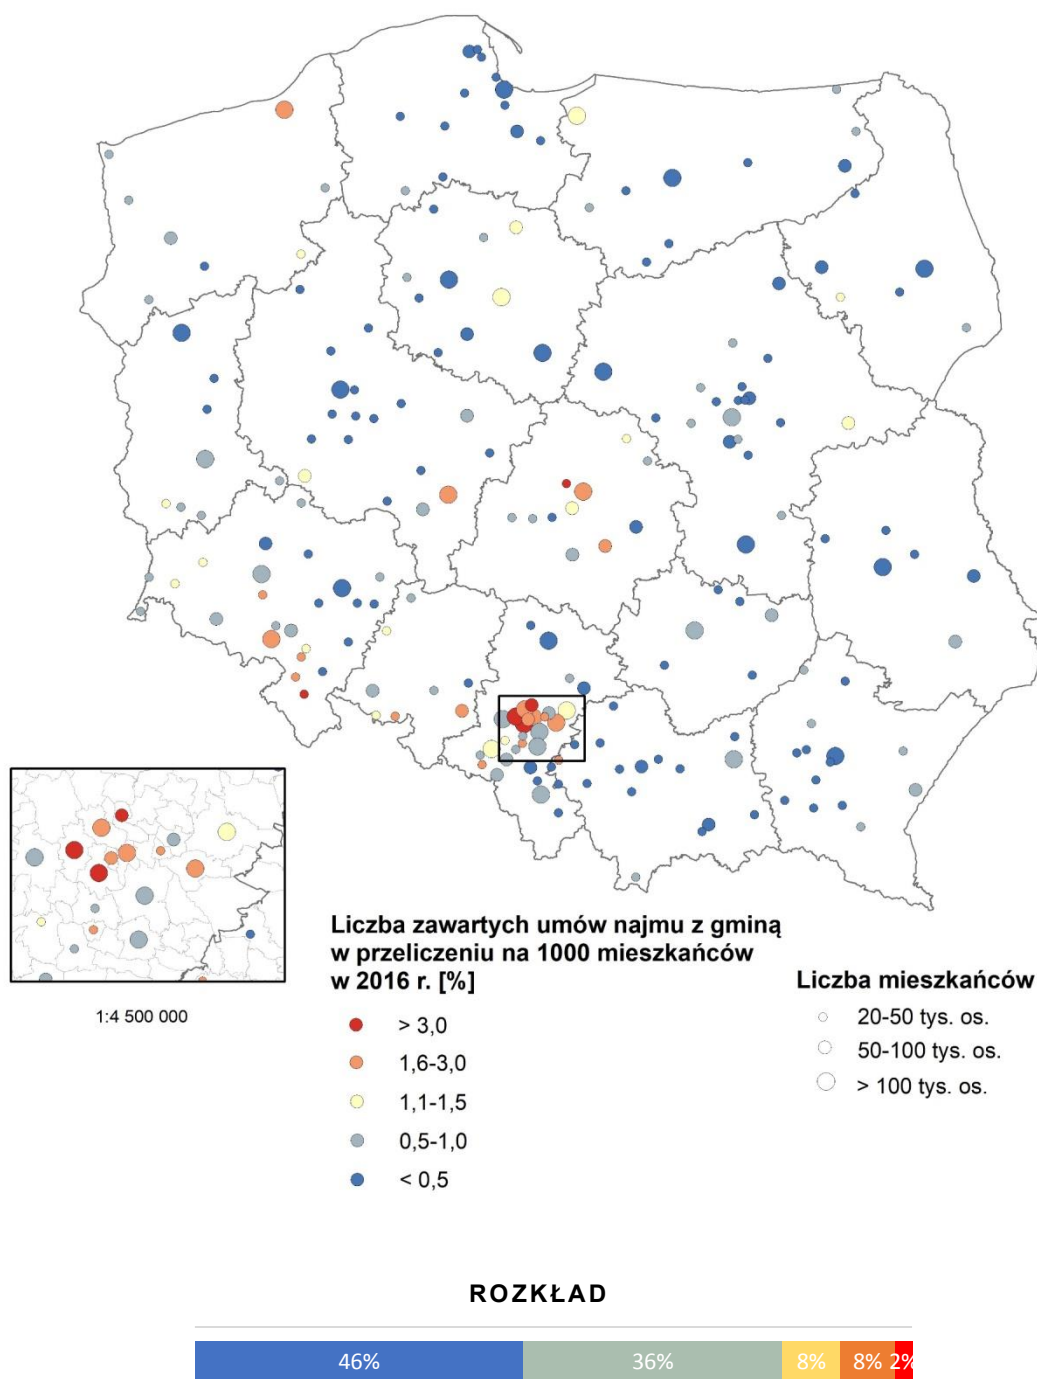 1:4 500 000
Liczba zawartych umów najmu z gminą
w przeliczeniu na 1000 mieszkańców
w 2016 r. [%]
> 3,0
1,6-3,0
1,1-1,5
0,5-1,0
< 0,5
Liczba mieszkańców
20-50 tys. os.
50-100 tys. os.
> 100 tys. os.
ROZKŁAD
46% 36% 8% 8% 2%